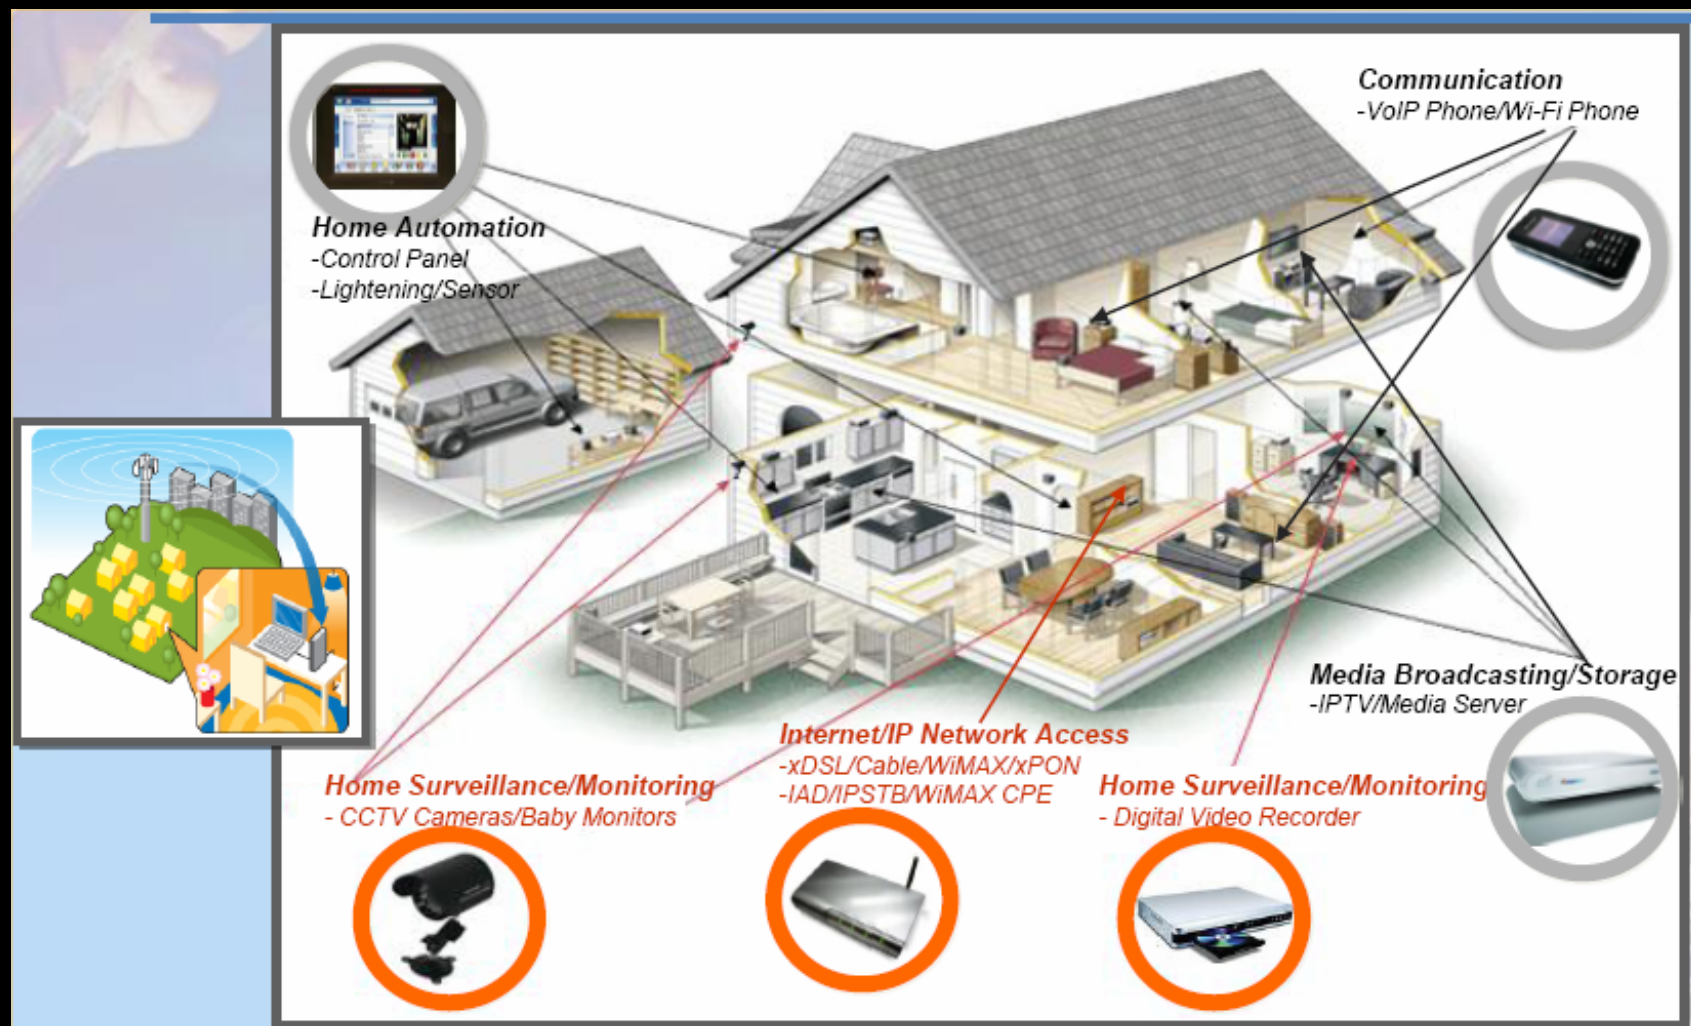 Communication
-VoIP Phone/Wi-Fi Phone
Home Automation
-Control Panel
-Lightening/Sensor
Media Broadcasting/Storage
-IPTV/Media Server
Internet/IP Network Access
-xDSL/Cable/WiMAX/xPON
-IAD/IPSTB/WiMAX CPE
Home Surveillance/Monitoring
- CCTV Cameras/Baby Monitors
Home Surveillance/Monitoring
- Digital Video Recorder